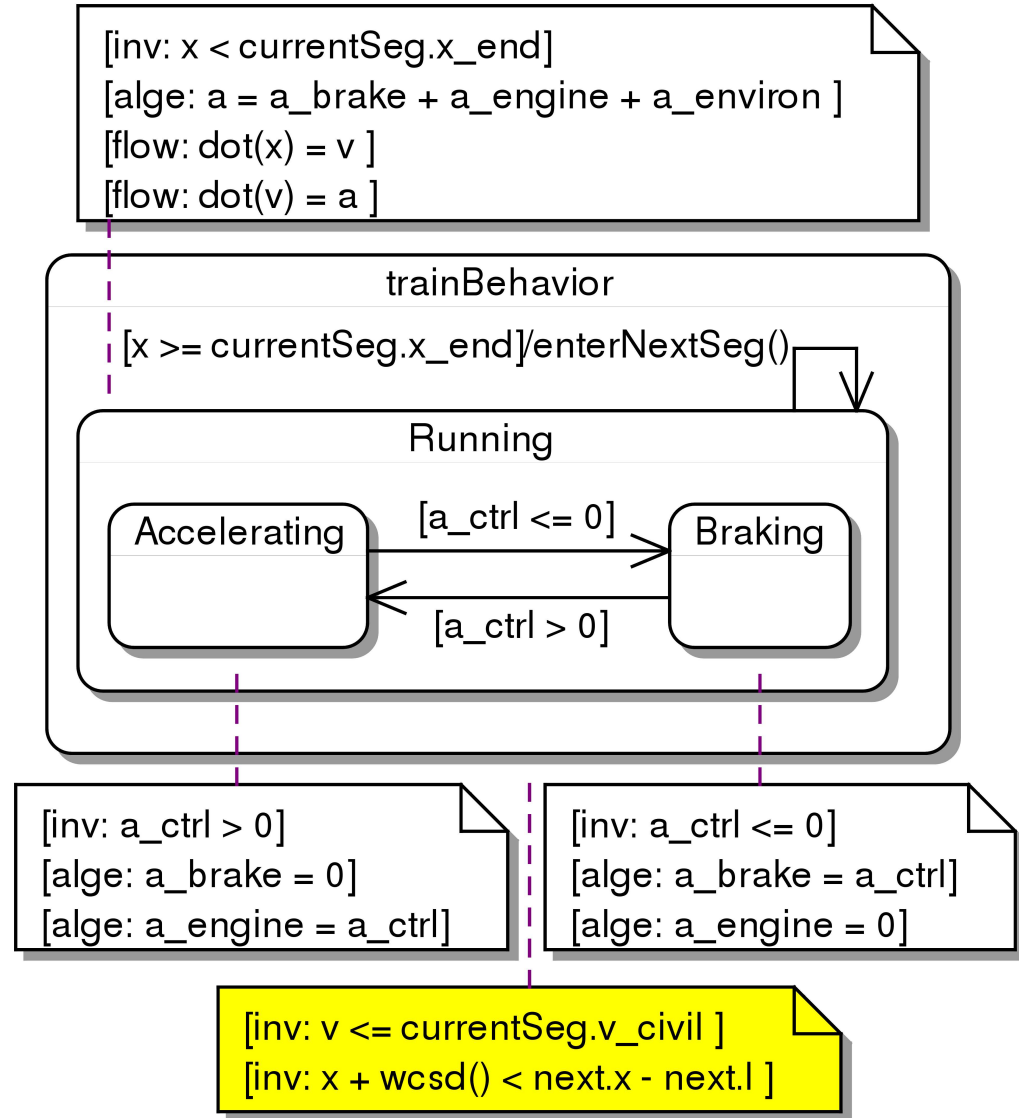 [inv: x < currentSeg.x_end]
[alge: a = a_brake + a_engine + a_environ ]
[flow: dot(x) = v ]
[flow: dot(v) = a ]
trainBehavior
[x >= currentSeg.x_end]/enterNextSeg()
Running
Accelerating
[a_ctrl <= 0]
Braking
[a_ctrl > 0]
[inv: a_ctrl > 0]
[alge: a_brake = 0]
[alge: a_engine = a_ctrl]
[inv: a_ctrl <= 0]
[alge: a_brake = a_ctrl]
[alge: a_engine = 0]
[inv: v <= currentSeg.v_civil ]
[inv: x + wcsd() < next.x - next.l ]